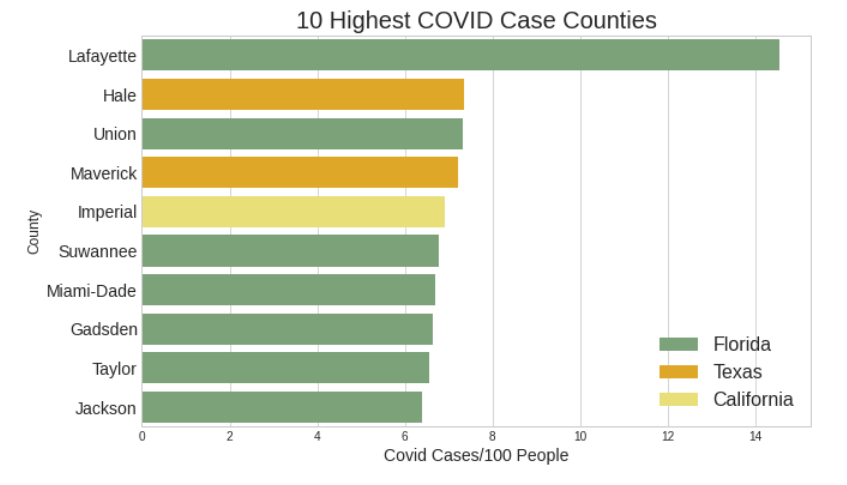 10 Highest COVID Case Counties
Lafayette
Hale
Union
Maverick
Imperial
Suwannee
Miami-Dade
Gadsden
Taylor
Jackson
County
Florida
Texas
California
0 2 4 6 8 10 12 14
Covid Cases/100 People